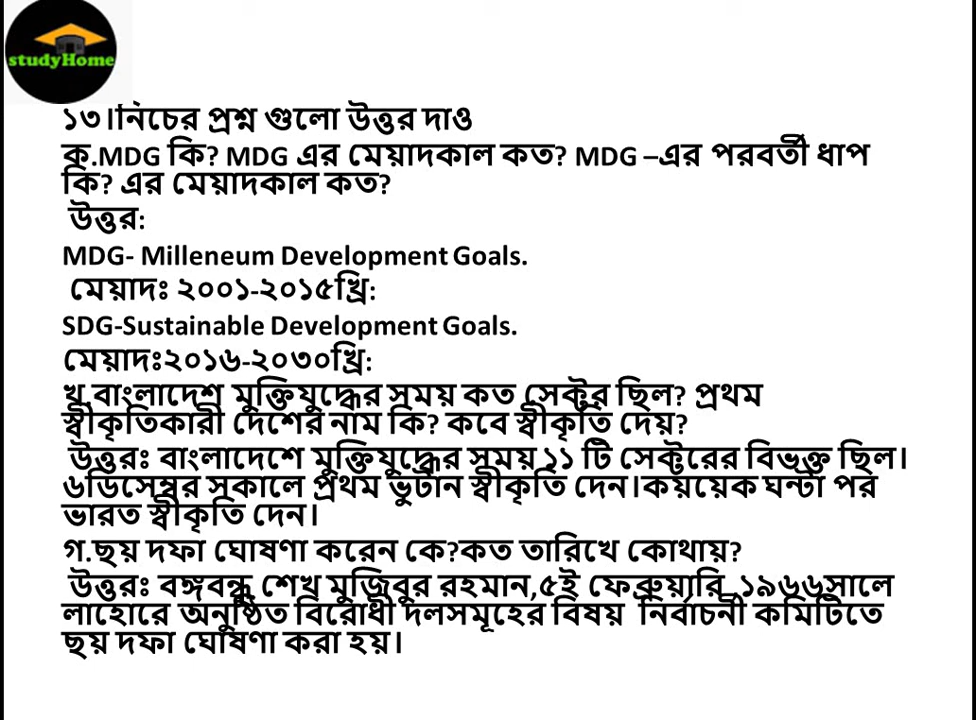 studyHome
১৩।নিচের প্রশ্ন গুলো উত্তর দাও
ক.MDG কি? MDG এর মেয়াদকাল কত? MDG –এর পরবর্তী ধাপ
কি? এর মেয়াদকাল কত?
উত্তর:
MDG- Milleneum Development Goals.
মেয়াদঃ ২০০১-২০১৫খ্রি:
SDG-Sustainable Development Goals.
মেয়াদঃ২০১৬-২০৩০খ্রি:
খ.বাংলাদেশ মুক্তিযুদ্ধের সময় কত সেক্টর ছিল? প্রথম
স্বীকৃতিকারী দেশের নাম কি? কবে স্বীকৃতি দেয়?
উত্তরঃ বাংলাদেশে মুক্তিযুদ্ধের সময় ১১ টি সেক্টরের বিভক্ত ছিল।
৬ডিসেম্বর সকালে প্রথম ভুটান স্বীকৃতি দেন।কয়য়েক ঘন্টা পর
ভারত স্বীকৃতি দেন।
গ.ছয় দফা ঘোষণা করেন কে?কত তারিখে কোথায়?
উত্তরঃ বঙ্গবন্ধু শেখ মুজিবুর রহমান,৫ই ফেব্রুয়ারি ,১৯৬৬সালে
লাহোরে অনুষ্ঠিত বিরোধী দলসমূহের বিষয় নির্বাচনী কমিটিতে
ছয় দফা ঘোষণা করা হয়।